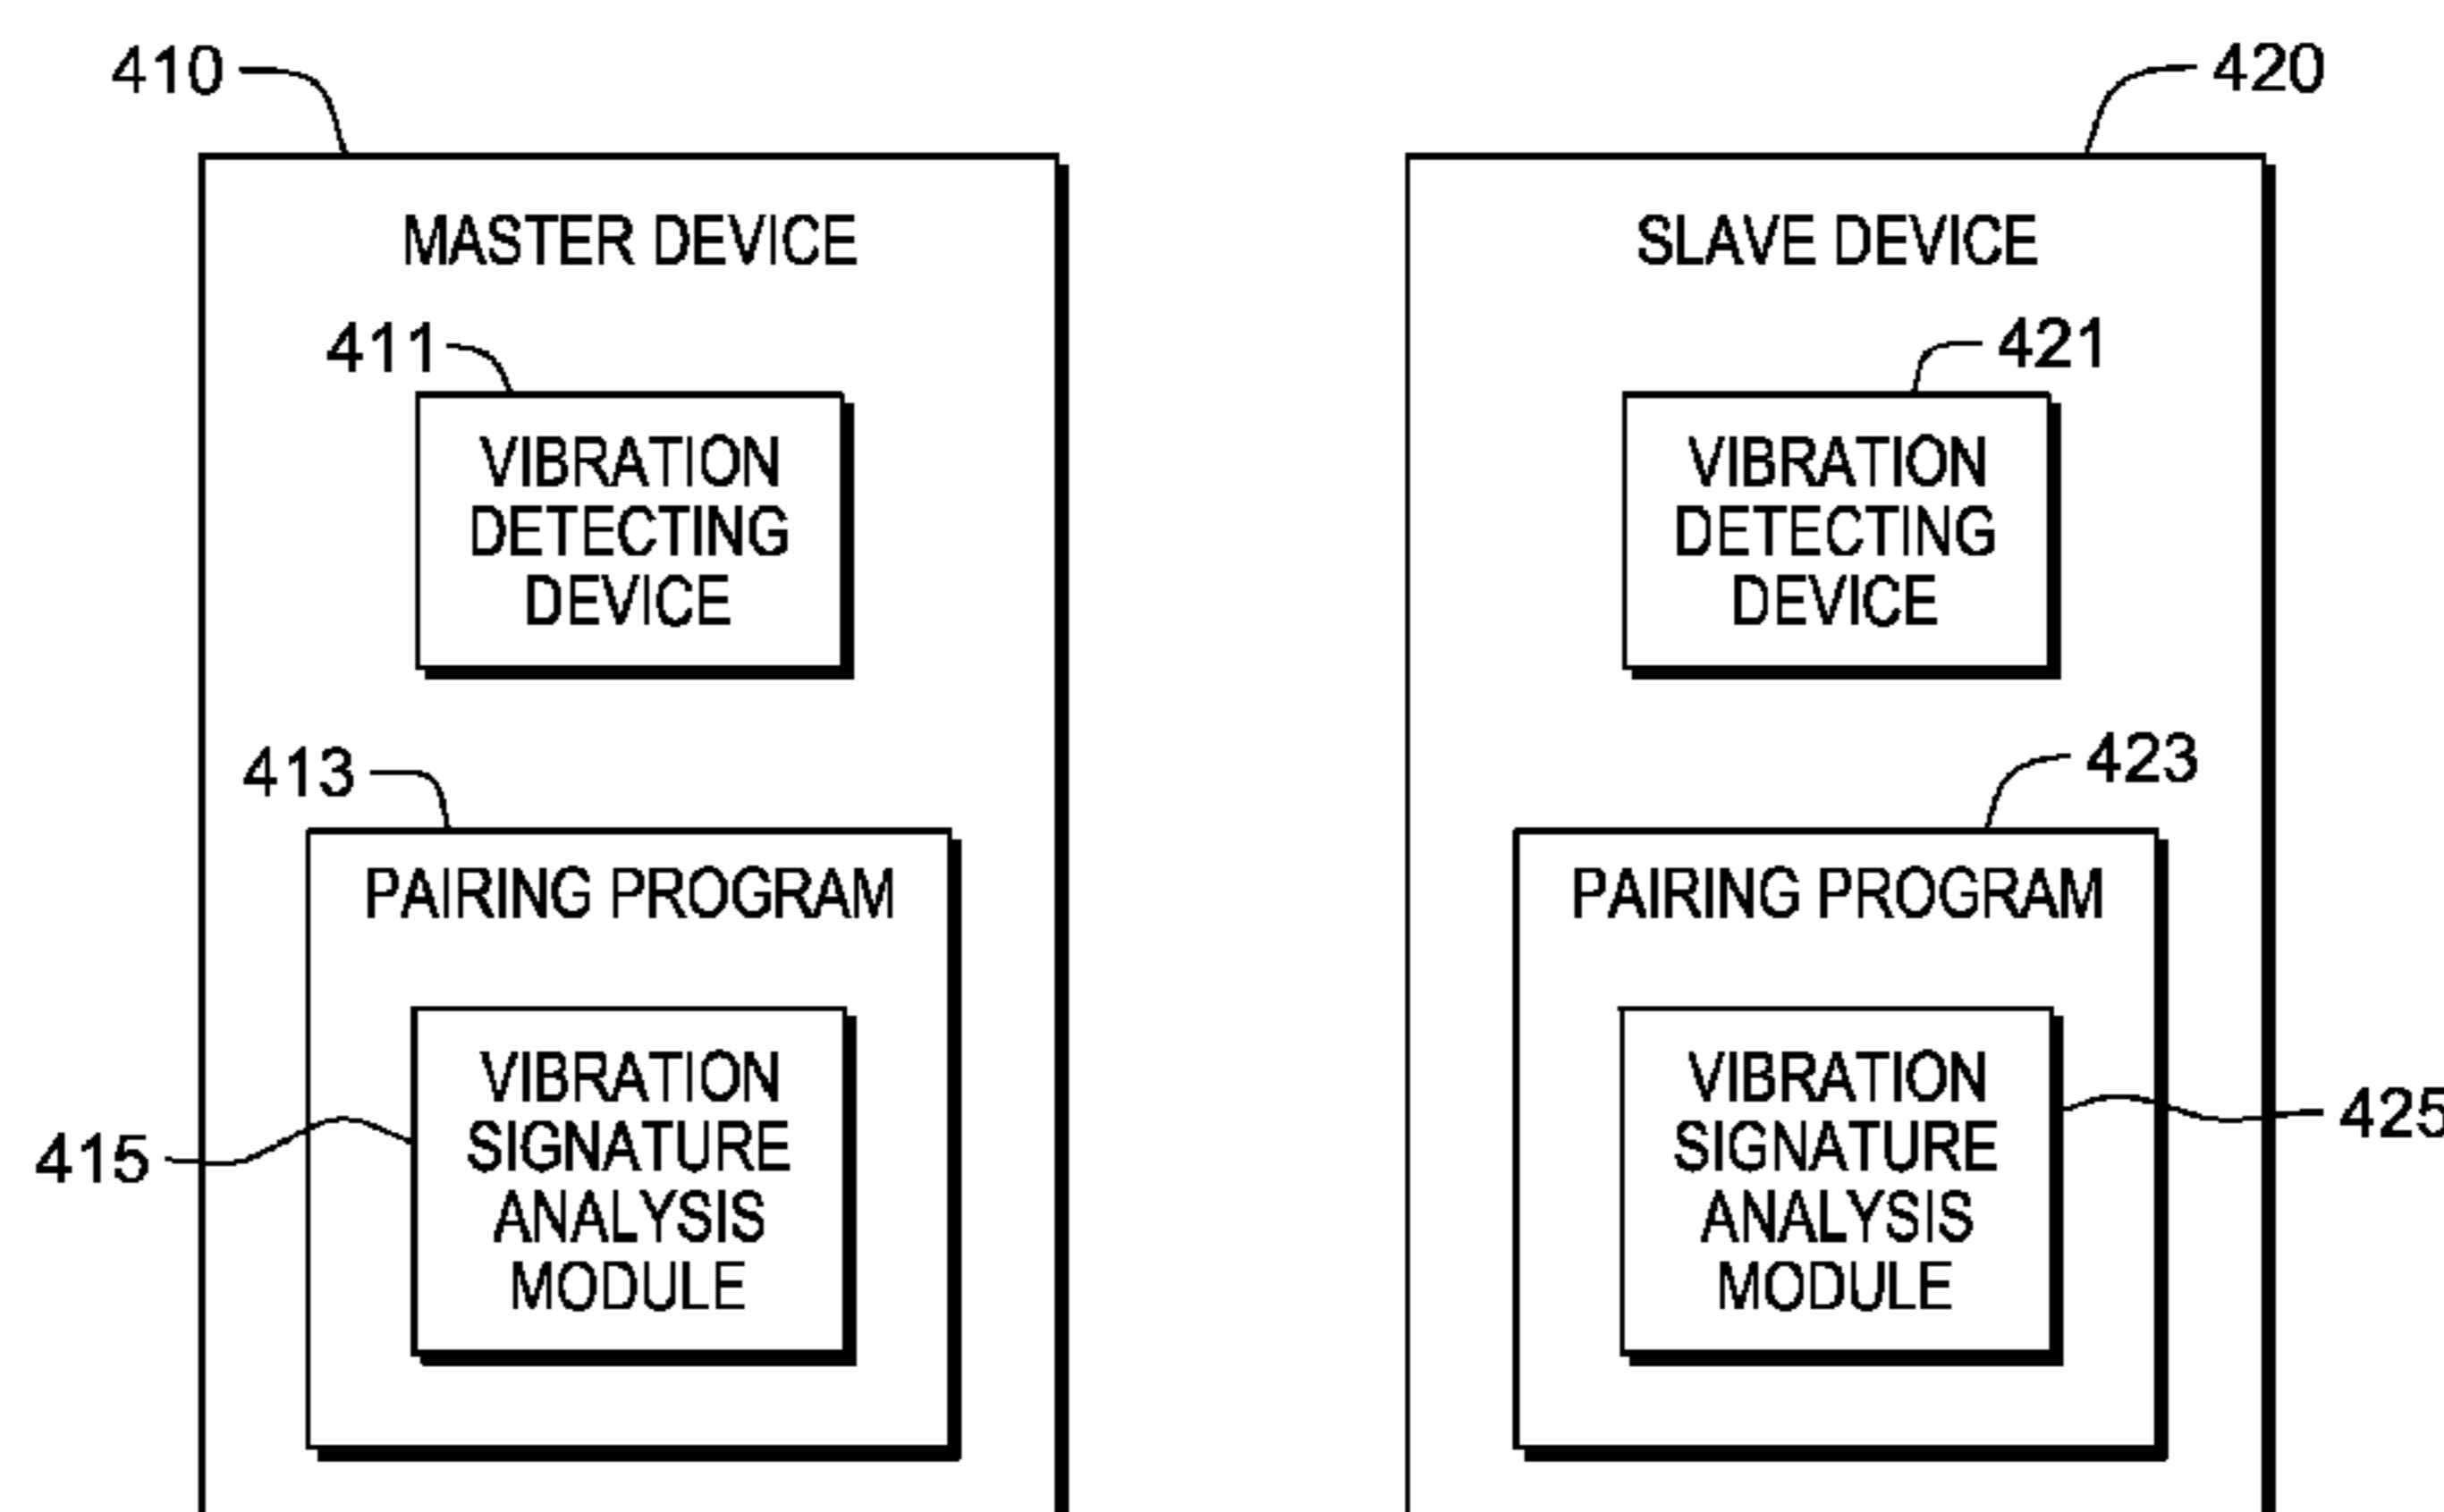 410
MASTER DEVICE
411
VIBRATION
DETECTING
DEVICE
413
PAIRING PROGRAM
415
VIBRATION
SIGNATURE
ANALYSIS
MODULE
420
SLAVE DEVICE
421
VIBRATION
DETECTING
DEVICE
423
PAIRING PROGRAM
425
VIBRATION
SIGNATURE
ANALYSIS
MODULE